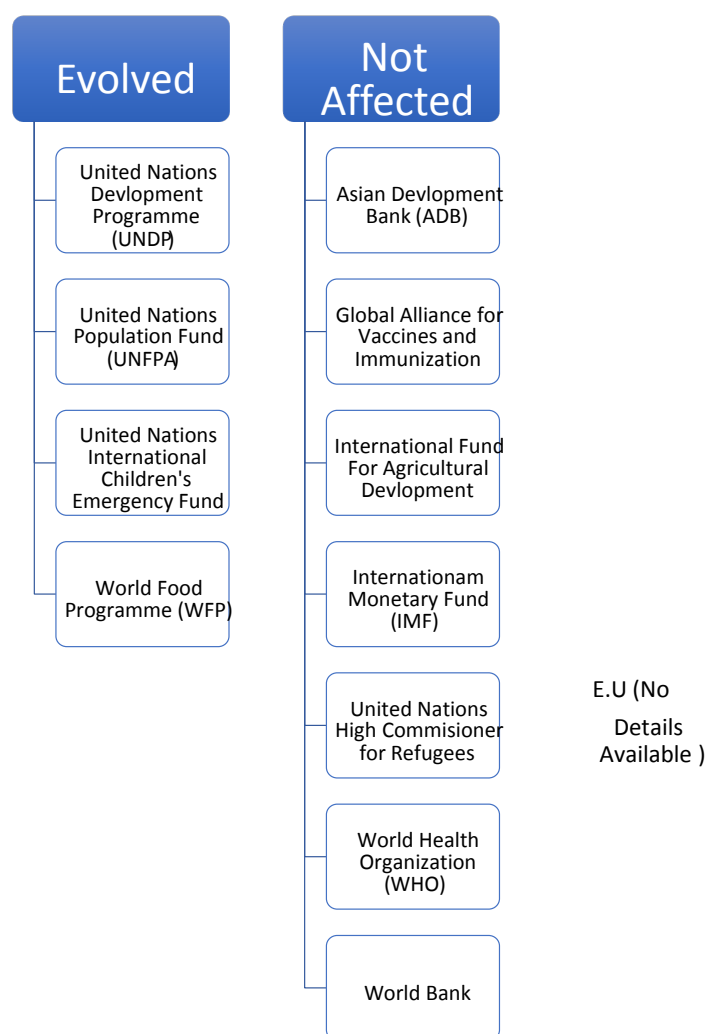 Evolved
United Nations
Devlopment
Programme
(UNDP)
United Nations
Population Fund
(UNFPA)
United Nations
International
Children's
Emergency Fund
World Food
Programme (WFP)
Not
Affected
Asian Devlopment
Bank (ADB)
Global Alliance for
Vaccines and
Immunization
International Fund
For Agricultural
Devlopment
Internationam
Monetary Fund
(IMF)
United Nations
High Commisioner
for Refugees
World Health
Organization
(WHO)
World Bank
E.U (No
Details
Available )